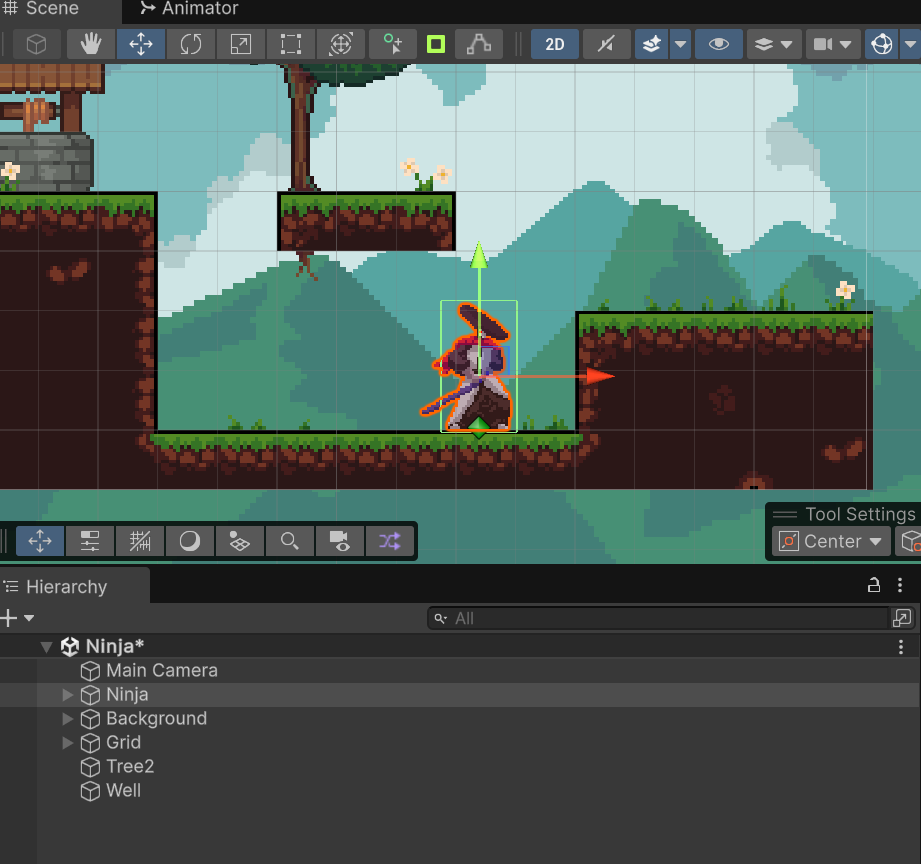 Scene
Animator
2D
Tool Settings
Center
Hierarchy
All
Ninja*
Main Camera
Ninja
Background
Grid
Tree2
Well